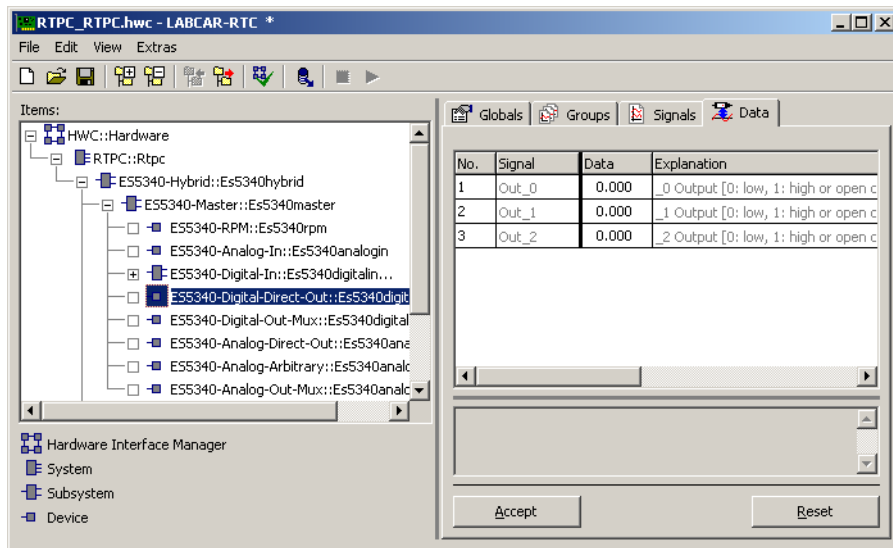 RTPC_RTPC.hwc - LABCAR-RTC *
File Edit View Extras
Items:
HWC::Hardware
RTPC::Rtpc
ES5340-Hybrid::Es5340hybrid
ES5340-Master::Es5340master
ES5340-RPM::Es5340rpm
ES5340-Analog-In::Es5340analogin
ES5340-Digital-In::Es5340digitalin...
ES5340-Digital-Direct-Out::Es5340digit
ES5340-Digital-Out-Mux::Es5340digital
ES5340-Analog-Direct-Out::Es5340ana
ES5340-Analog-Arbitrary::Es5340analo
ES5340-Analog-Out-Mux::Es5340analo
Hardware Interface Manager
System
Subsystem
Device
Globals Groups Signals Data
No. Signal Data Explanation
1 Out_0 0.000 _0 Output [0: low, 1: high or open c
2 Out_1 0.000 _1 Output [0: low, 1: high or open c
3 Out_2 0.000 _2 Output [0: low, 1: high or open c
Accept Reset